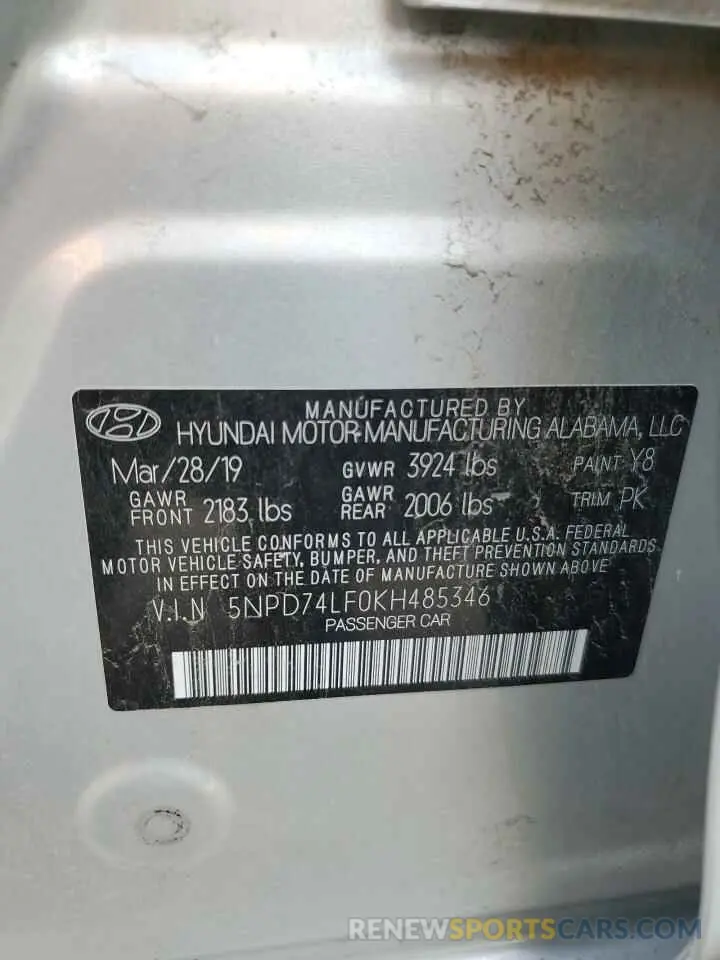 MANUFACTURED BY
HYUNDAI MOTOR MANUFACTURING ALABAMA, LLC
Mar/28/19 GVWR 3924 lbs PAINT Y8
GAWR FRONT 2183 lbs GAWR REAR 2006 lbs TRIM PK
THIS VEHICLE CONFORMS TO ALL APPLICABLE U.S.A. FEDERAL
MOTOR VEHICLE SAFETY, BUMPER, AND THEFT PREVENTION STANDARDS
IN EFFECT ON THE DATE OF MANUFACTURE SHOWN ABOVE
V.I.N 5NPD74LF0KH485346
PASSENGER CAR
RENEWSPORTSCARS.COM